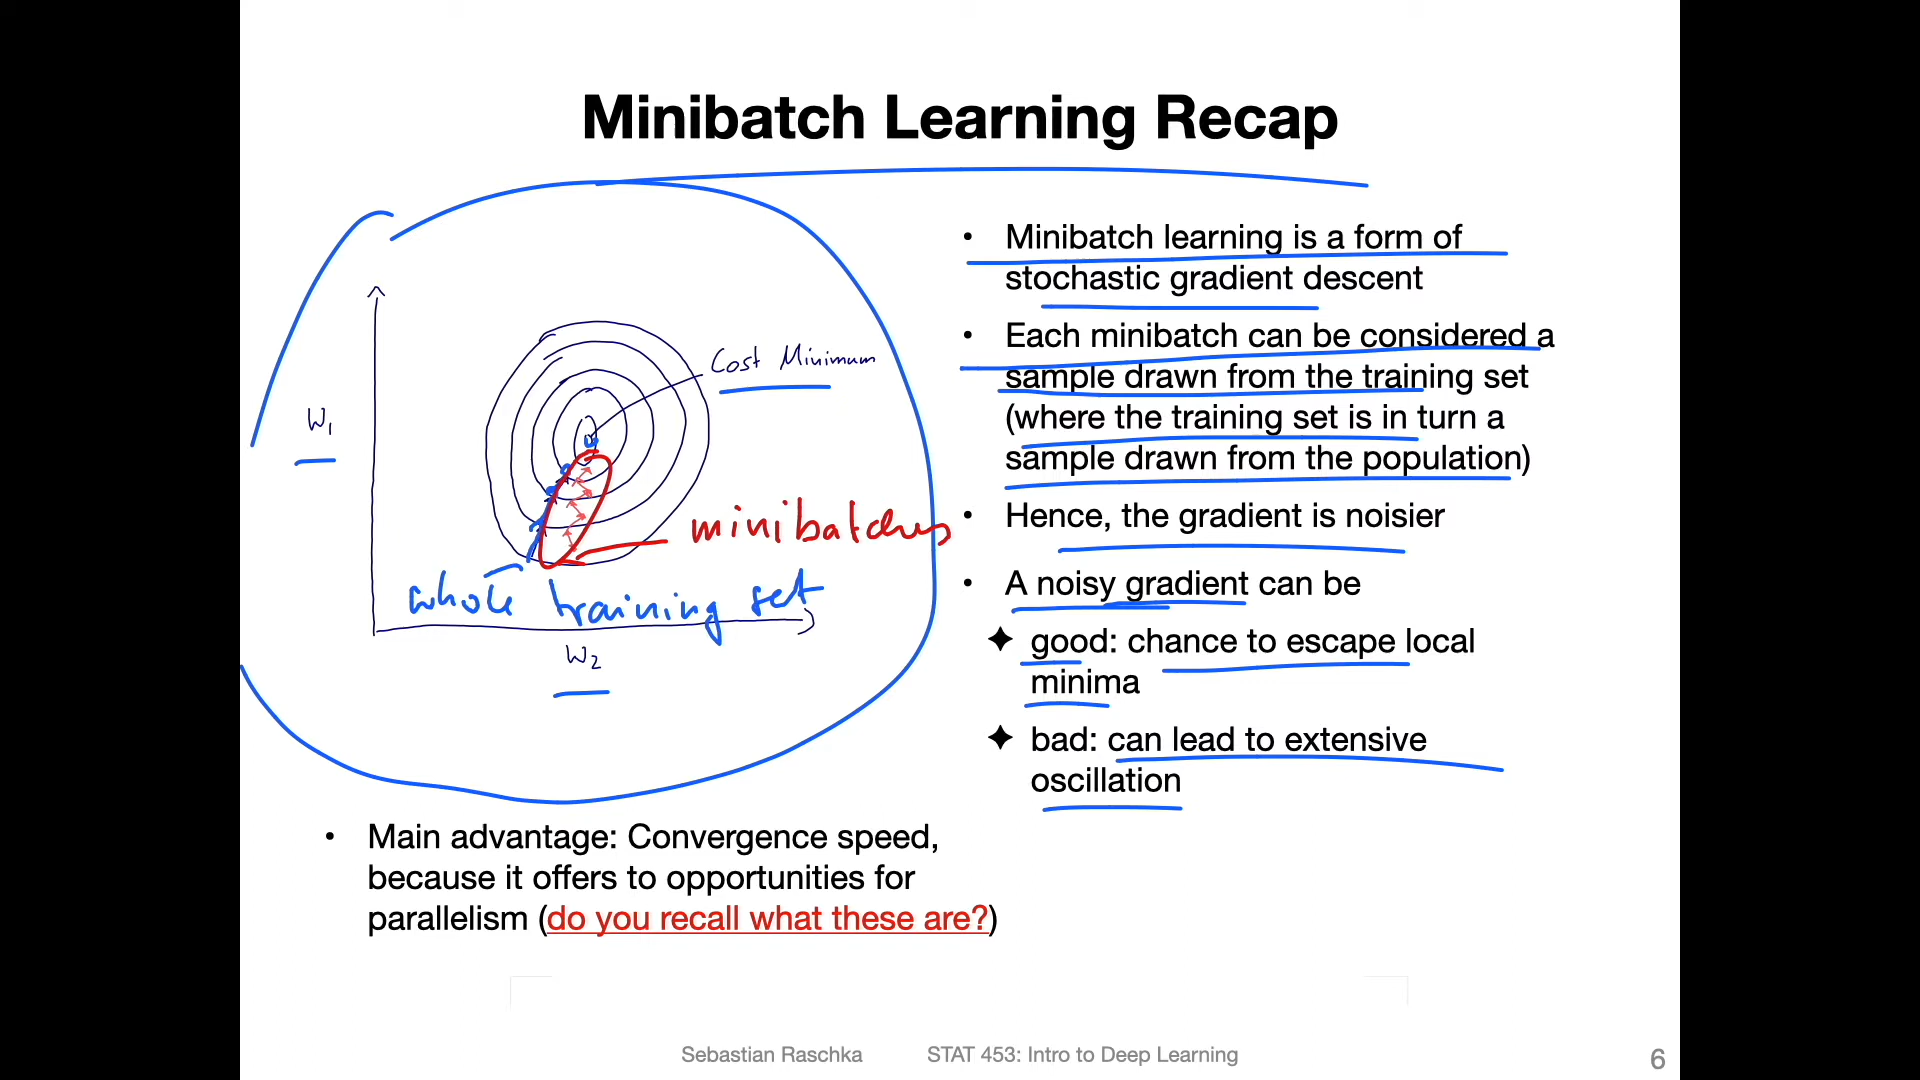 Minibatch Learning Recap
Cost Minimum
W1
minibatches
whole training set
W2
• Minibatch learning is a form of
stochastic gradient descent
• Each minibatch can be considered a
sample drawn from the training set
(where the training set is in turn a
sample drawn from the population)
• Hence, the gradient is noisier
• A noisy gradient can be
✦ good: chance to escape local
minima
✦ bad: can lead to extensive
oscillation
• Main advantage: Convergence speed,
because it offers to opportunities for
parallelism (do you recall what these are?)
Sebastian Raschka STAT 453: Intro to Deep Learning 6